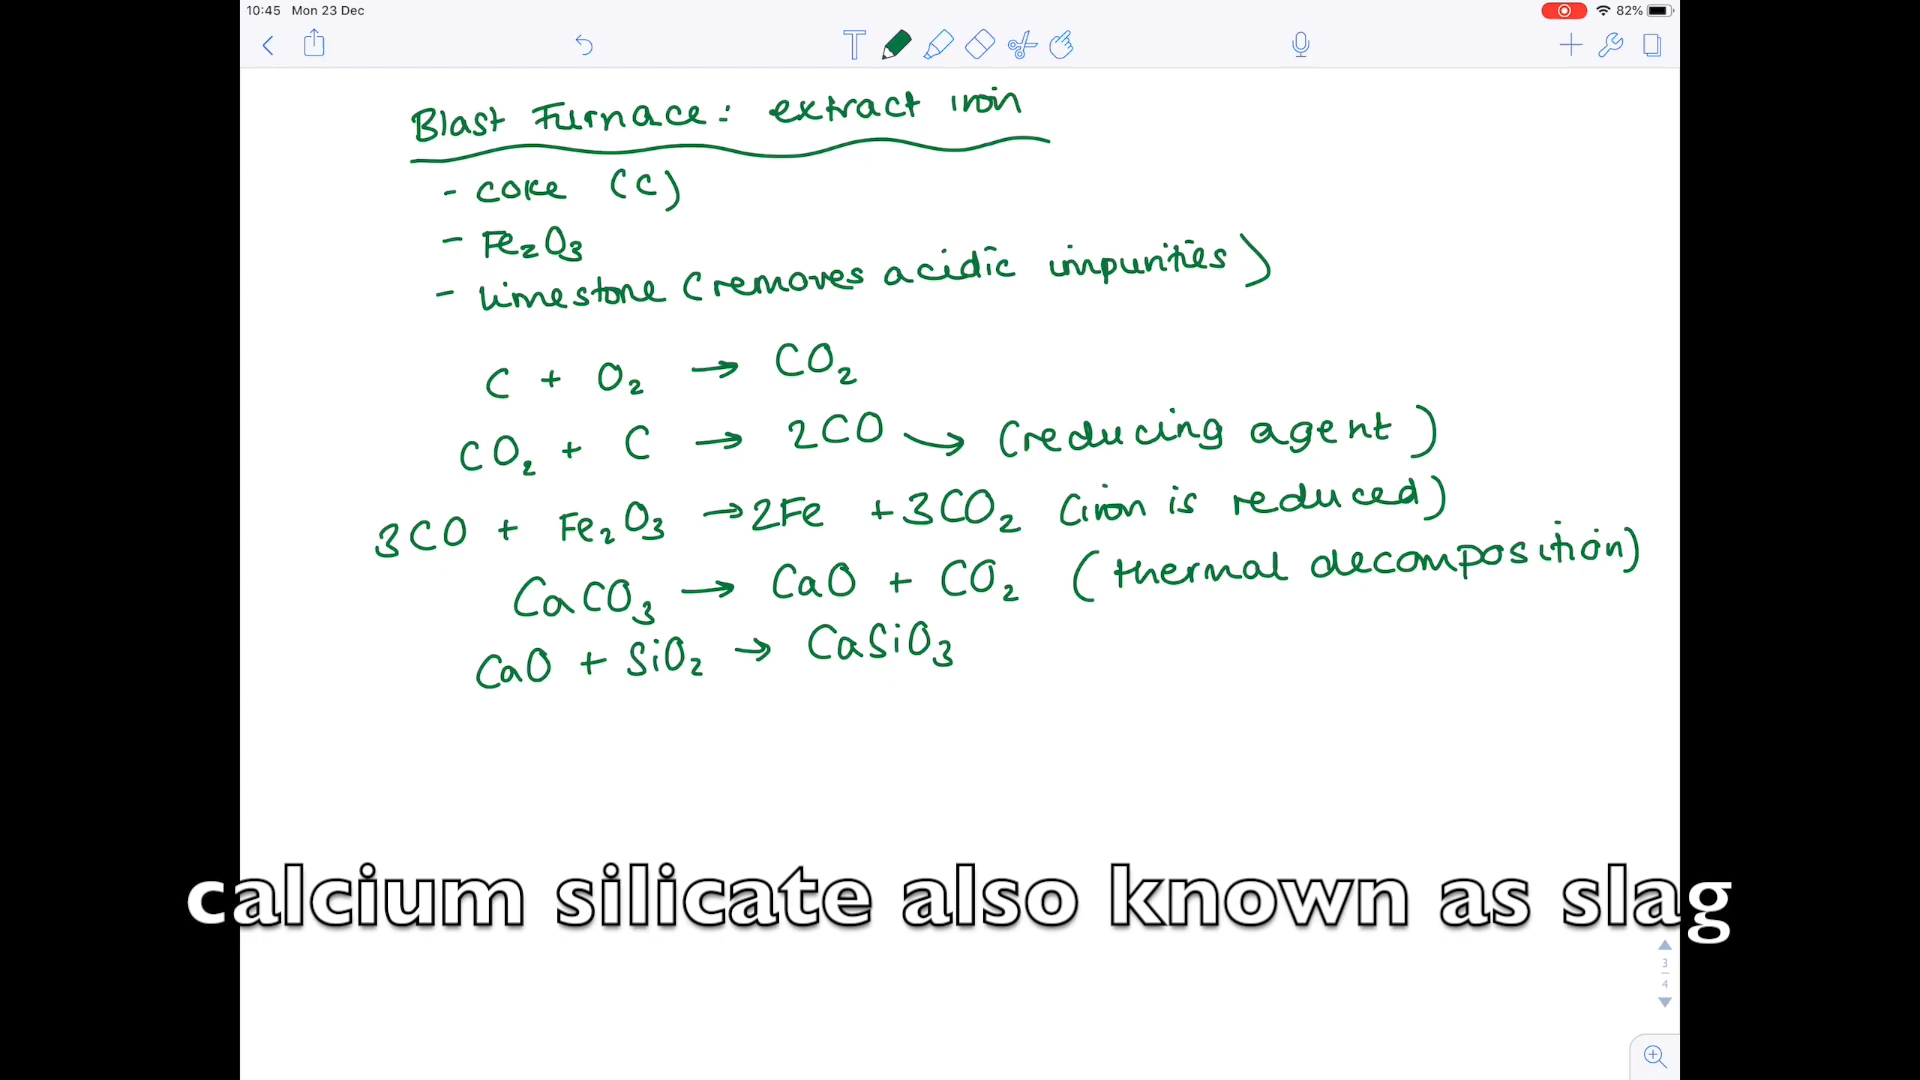 10:45 Mon 23 Dec 82%
T
Blast Furnace: extract iron
- coke (C)
- Fe₂O₃
- limestone (removes acidic impurities)
C + O₂ → CO₂
CO₂ + C → 2CO → (reducing agent)
3CO + Fe₂O₃ → 2Fe + 3CO₂ (iron is reduced)
CaCO₃ → CaO + CO₂ (thermal decomposition)
CaO + SiO₂ → CaSiO₃
calcium silicate also known as slag
3
4